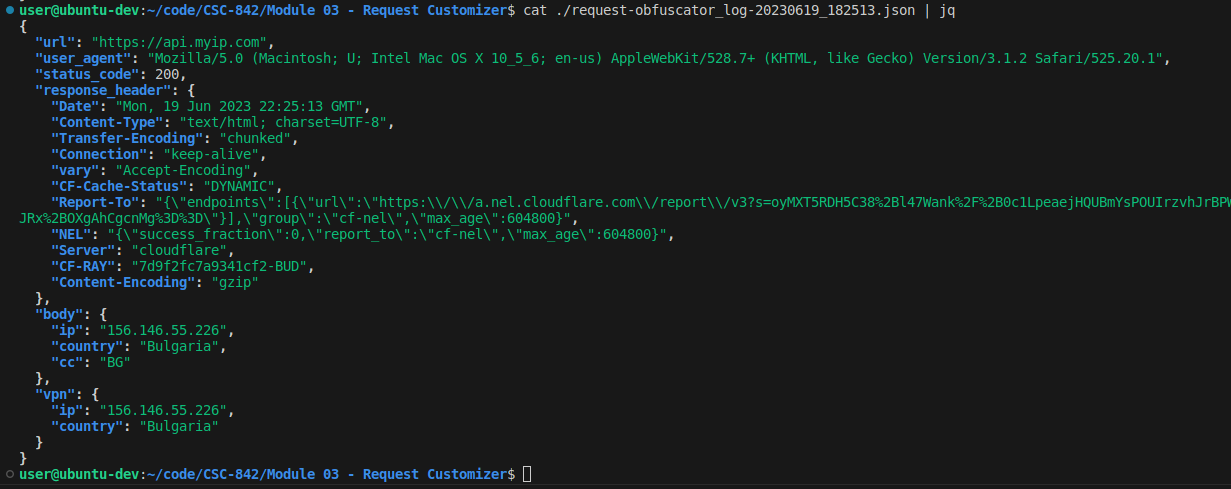 user@ubuntu-dev:~/code/CSC-842/Module 03 - Request Customizer$ cat ./request-obfuscator_log-20230619_182513.json | jq
{
  "url": "https://api.myip.com",
  "user_agent": "Mozilla/5.0 (Macintosh; U; Intel Mac OS X 10_5_6; en-us) AppleWebKit/528.7+ (KHTML, like Gecko) Version/3.1.2 Safari/525.20.1",
  "status_code": 200,
  "response_header": {
    "Date": "Mon, 19 Jun 2023 22:25:13 GMT",
    "Content-Type": "text/html; charset=UTF-8",
    "Transfer-Encoding": "chunked",
    "Connection": "keep-alive",
    "vary": "Accept-Encoding",
    "CF-Cache-Status": "DYNAMIC",
    "Report-To": "{\"endpoints\":[{\"url\":\"https:\\/\\/a.nel.cloudflare.com\\/report\\/v3?s=oyMXT5RDH5C38%2Bl47Wank%2F%2B0c1LpeaejHQUBmYsPOUIrzvhJrBPW
JRx%2BOXgAhCgcnMg%3D%3D\"}],\"group\":\"cf-nel\",\"max_age\":604800}",
    "NEL": "{\"success_fraction\":0,\"report_to\":\"cf-nel\",\"max_age\":604800}",
    "Server": "cloudflare",
    "CF-RAY": "7d9f2fc7a9341cf2-BUD",
    "Content-Encoding": "gzip"
  },
  "body": {
    "ip": "156.146.55.226",
    "country": "Bulgaria",
    "cc": "BG"
  },
  "vpn": {
    "ip": "156.146.55.226",
    "country": "Bulgaria"
  }
}
user@ubuntu-dev:~/code/CSC-842/Module 03 - Request Customizer$